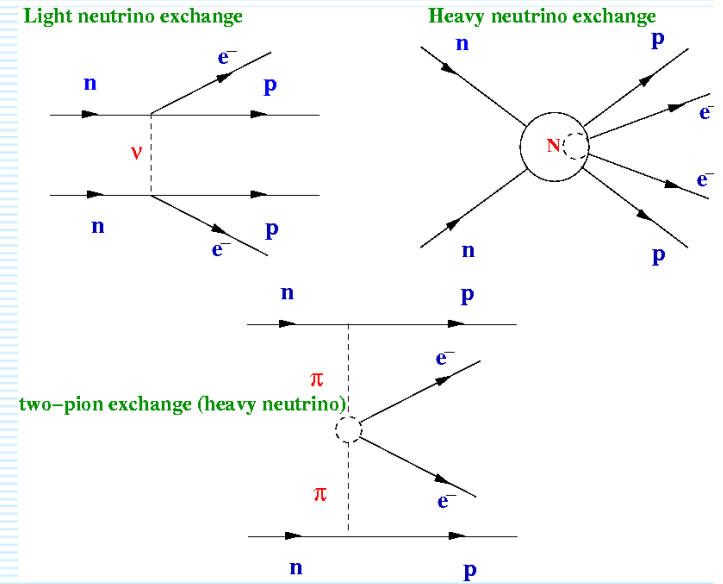 Light neutrino exchange
Heavy neutrino exchange
e−
n
p
ν
n
p
e−
n
p
e−
N
e−
n
p
n
p
e−
π
two−pion exchange (heavy neutrino)
π
e−
n
p